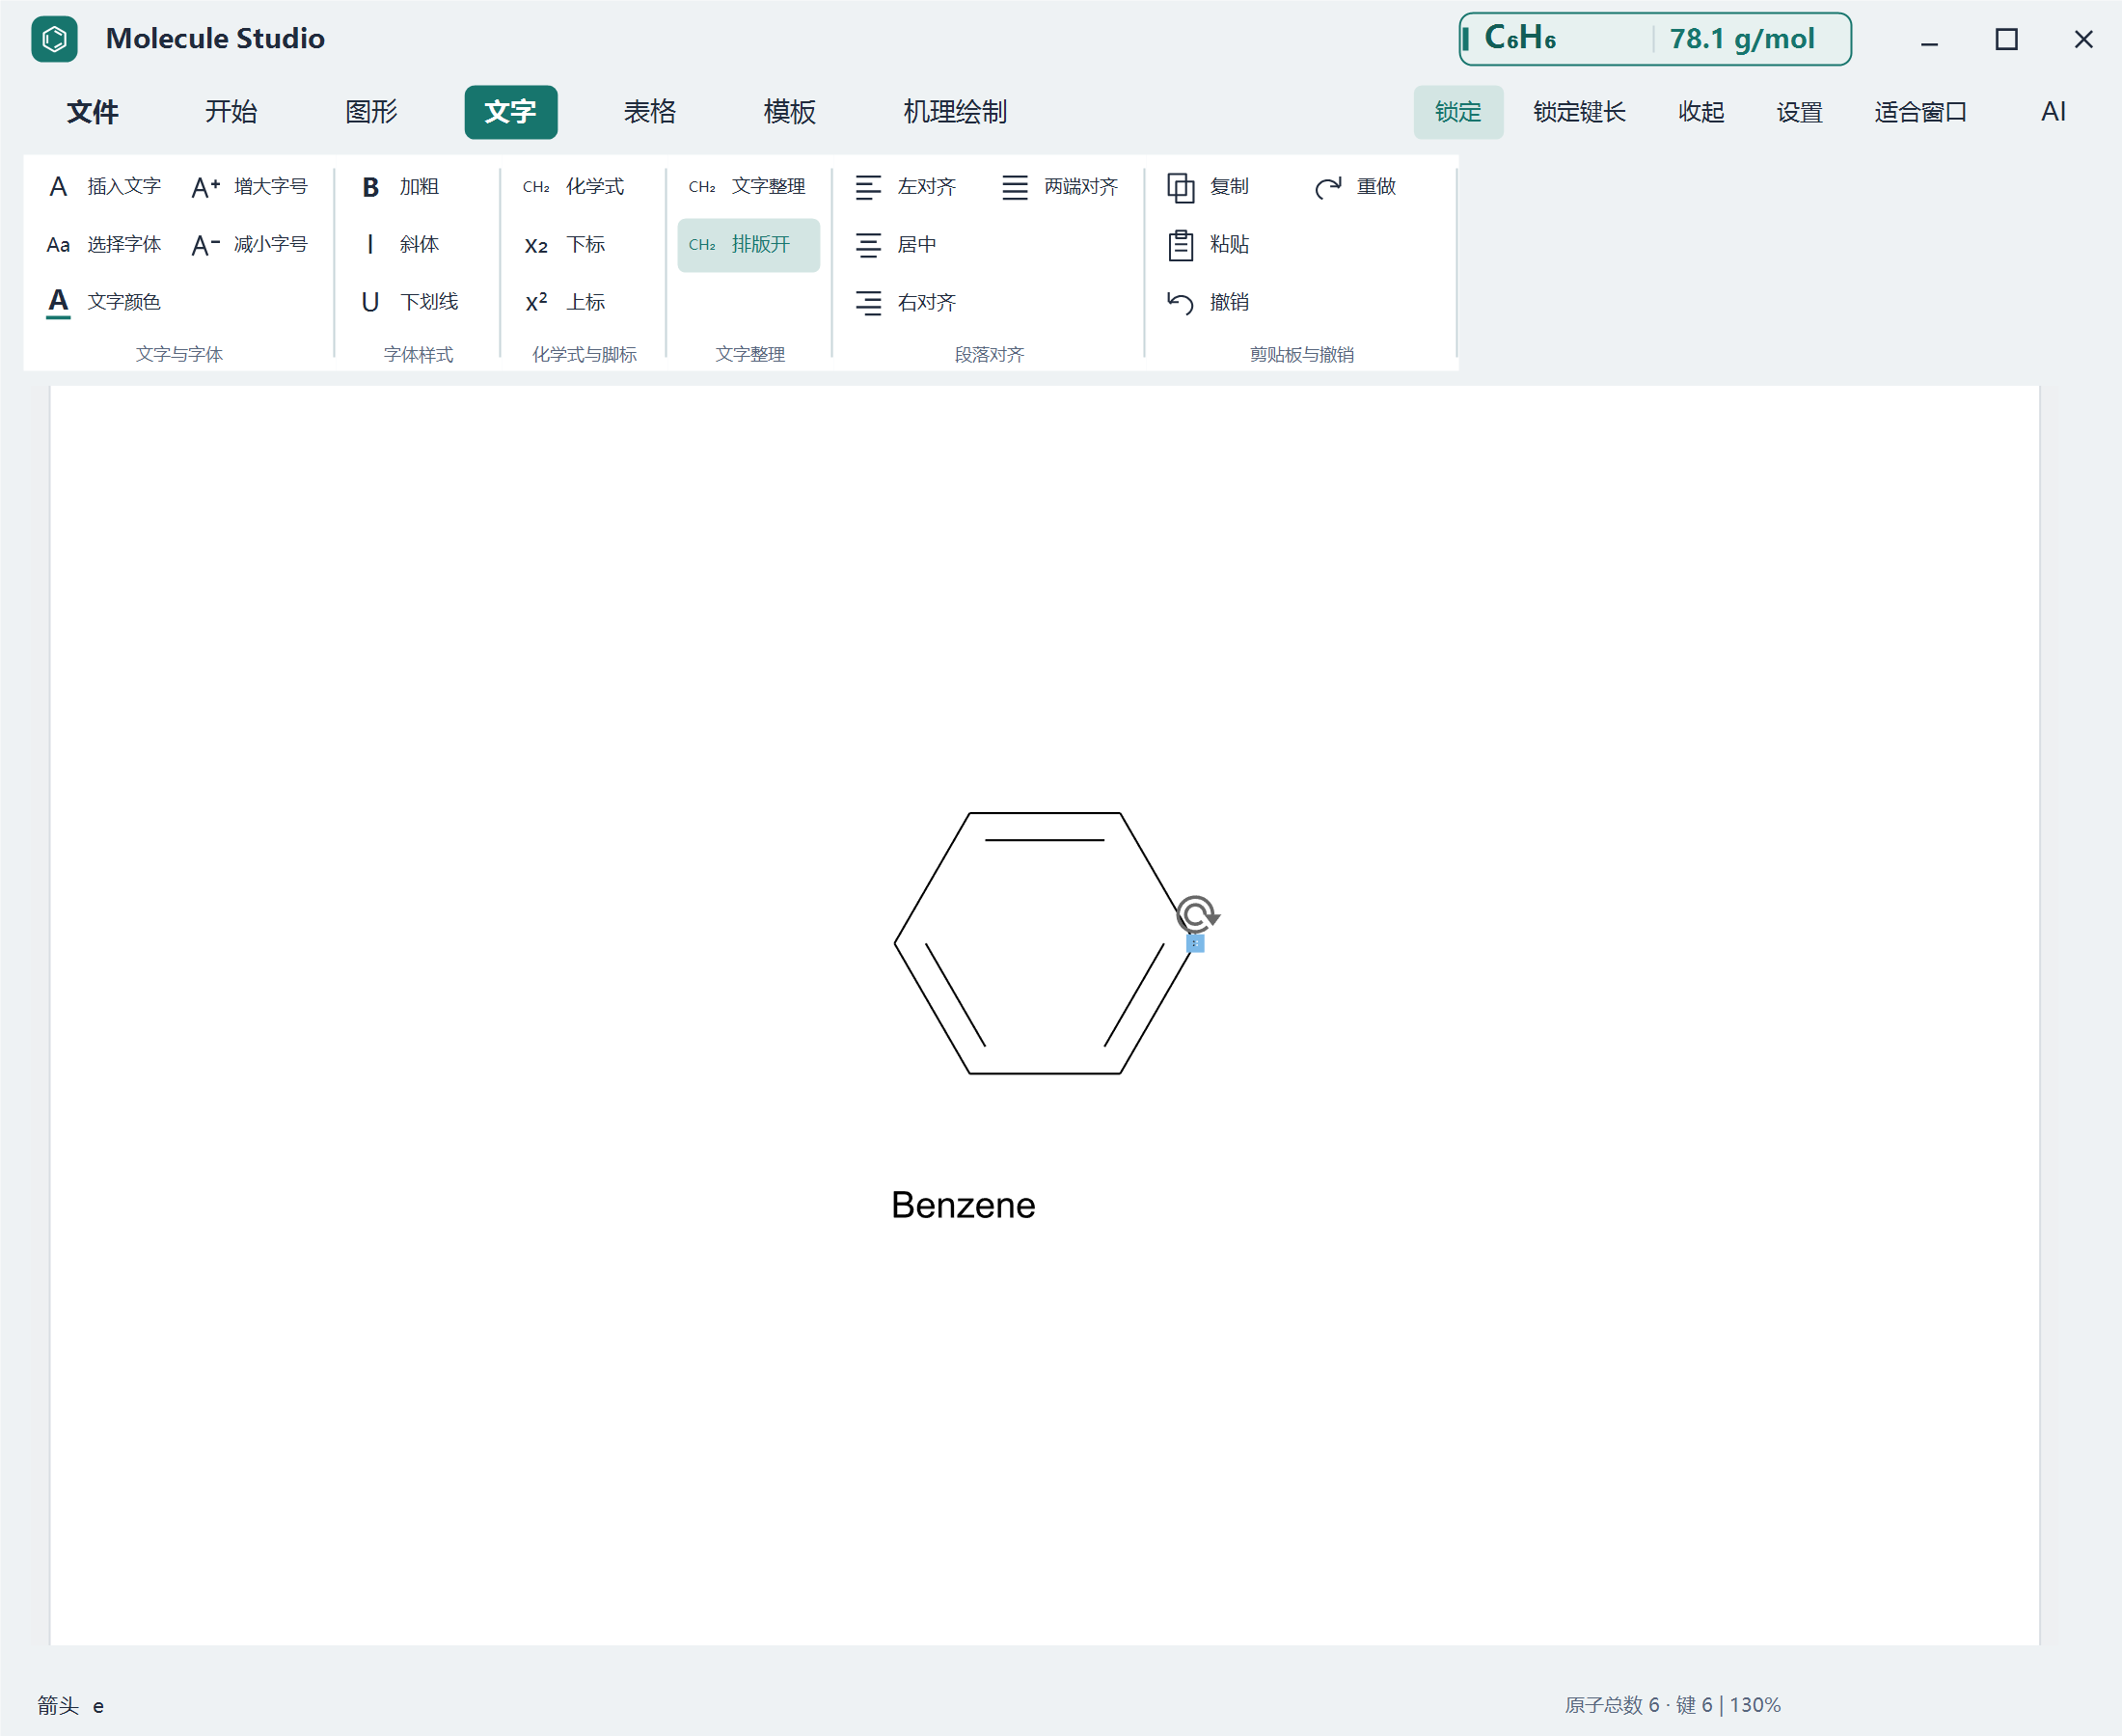 Molecule Studio
C₆H₆ 78.1 g/mol
文件 开始 图形 文字 表格 模板 机理绘制 锁定 锁定键长 收起 设置 适合窗口 AI
A 插入文字 A⁺ 增大字号 B 加粗 CH₂ 化学式 CH₂ 文字整理 左对齐 两端对齐 复制 重做
Aa 选择字体 A⁻ 减小字号 I 斜体 x₂ 下标 CH₂ 排版开 居中 粘贴
A 文字颜色 U 下划线 x² 上标 右对齐 撤销
文字与字体 字体样式 化学式与脚标 文字整理 段落对齐 剪贴板与撤销
Benzene
箭头 e
原子总数 6 · 键 6 | 130%